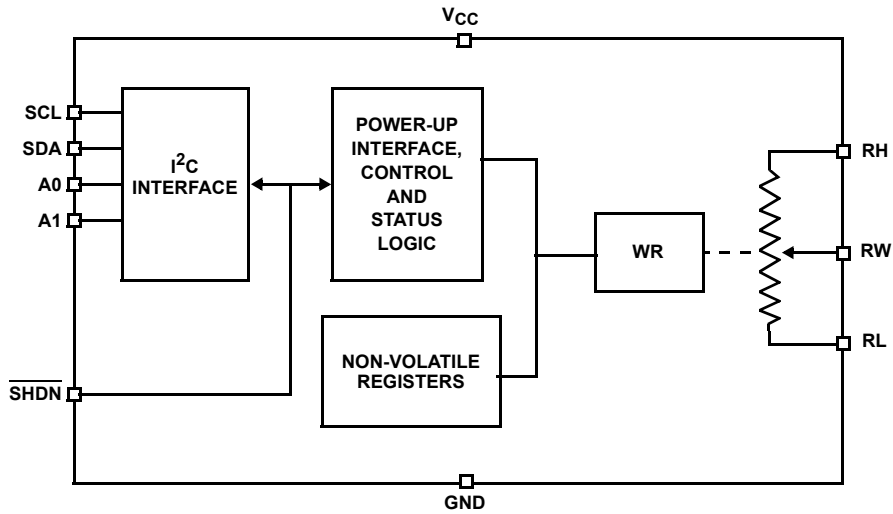 VCC
SCL
SDA
A0
A1
SHDN
I²C
INTERFACE
POWER-UP
INTERFACE,
CONTROL
AND
STATUS
LOGIC
NON-VOLATILE
REGISTERS
WR
RH
RW
RL
GND